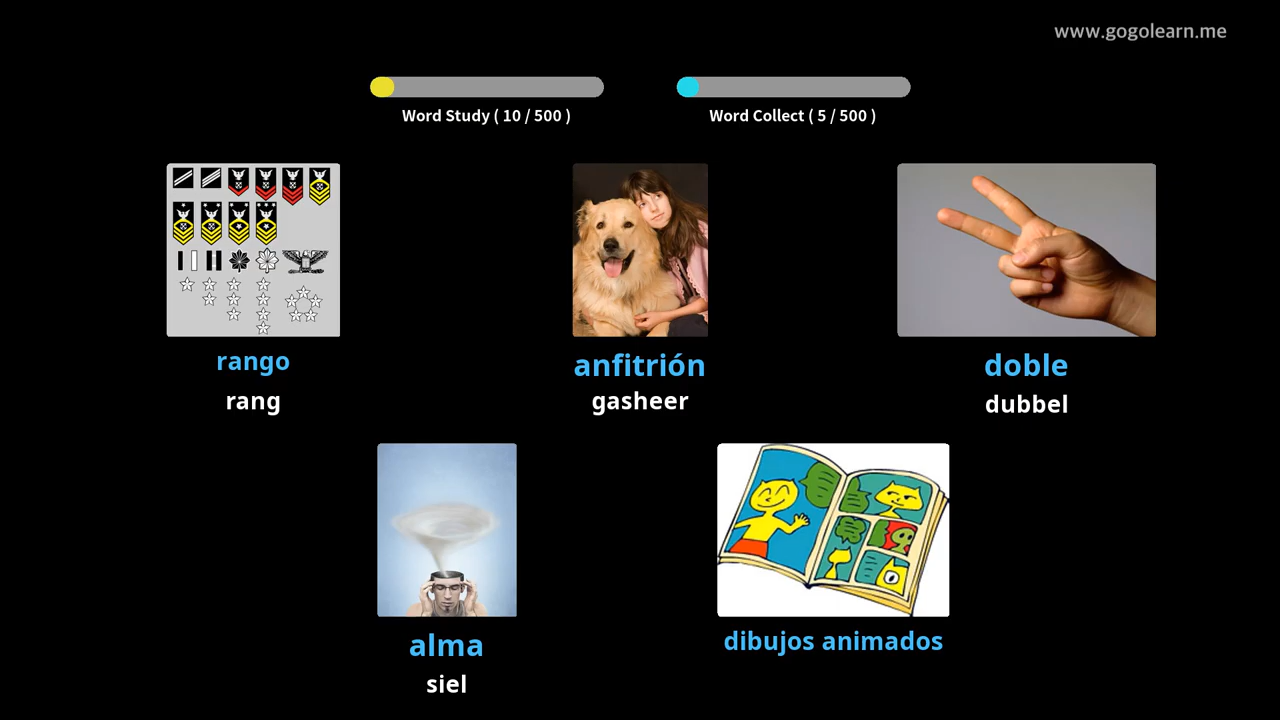 www.gogolearn.me
Word Study ( 10 / 500 )
Word Collect ( 5 / 500 )
rango
rang
anfitrión
gasheer
doble
dubbel
alma
siel
dibujos animados